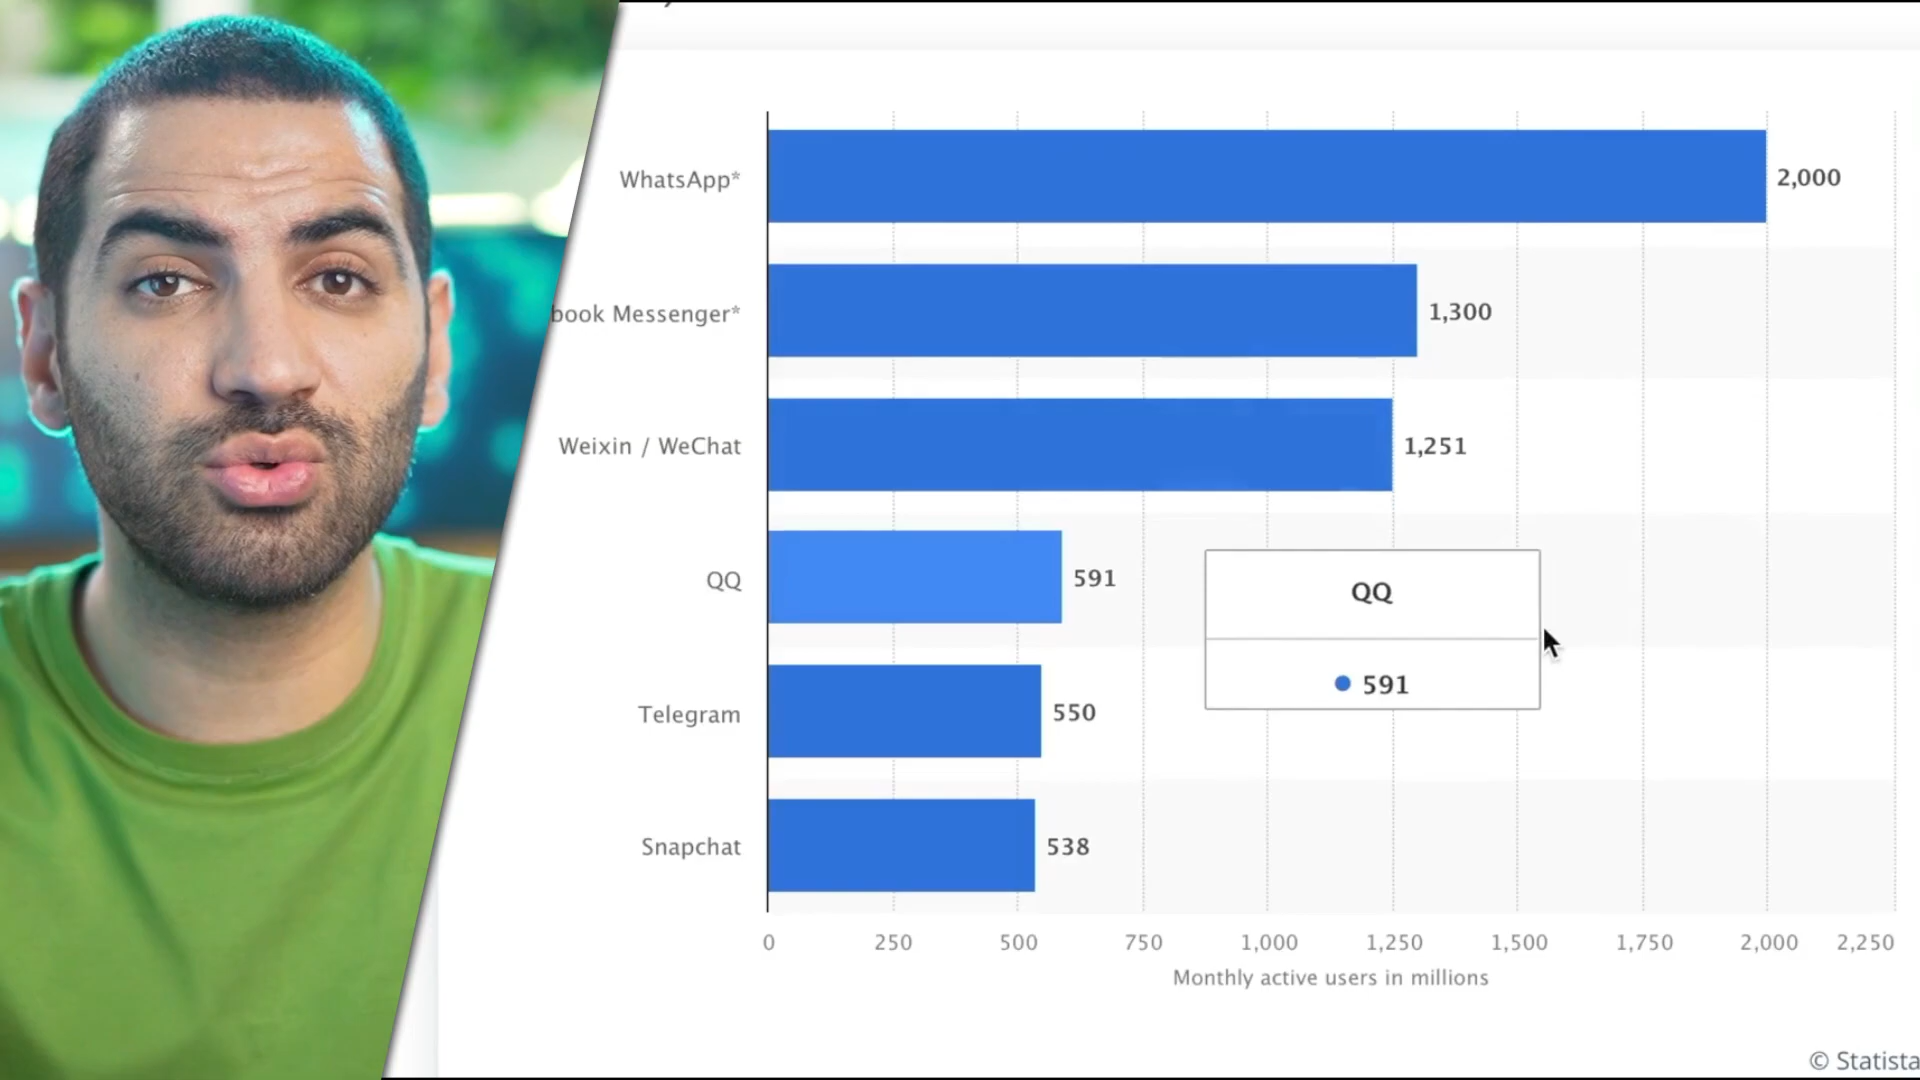 WhatsApp* 2,000
book Messenger* 1,300
Weixin / WeChat 1,251
QQ 591
QQ
591
Telegram 550
Snapchat 538
0 250 500 750 1,000 1,250 1,500 1,750 2,000 2,250
Monthly active users in millions
© Statista